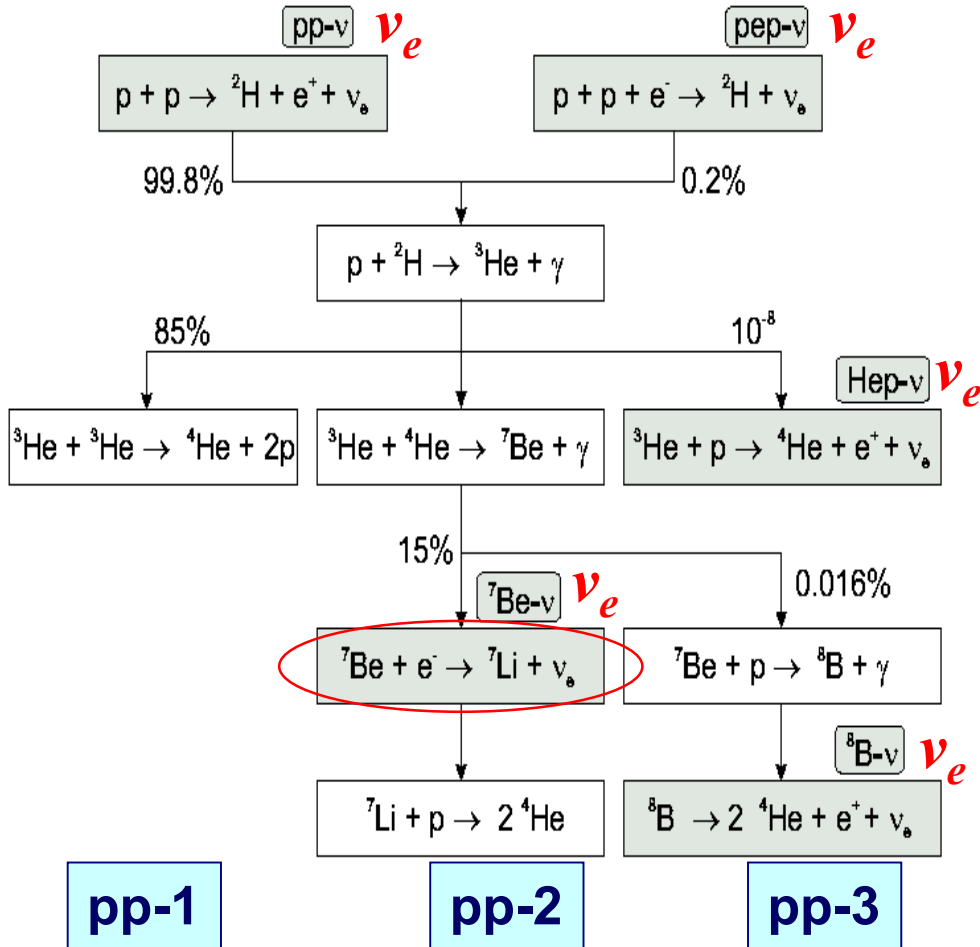 pp-ν ν_e pep-ν ν_e
p + p → ²H + e⁺ + ν_e p + p + e⁻ → ²H + ν_e
99.8% 0.2%
p + ²H → ³He + γ
85% 10⁻⁸
Hep-ν ν_e
³He + ³He → ⁴He + 2p ³He + ⁴He → ⁷Be + γ ³He + p → ⁴He + e⁺ + ν_e
15% 0.016%
⁷Be-ν ν_e
⁷Be + e⁻ → ⁷Li + ν_e ⁷Be + p → ⁸B + γ
⁸B-ν ν_e
⁷Li + p → 2 ⁴He ⁸B → 2 ⁴He + e⁺ + ν_e
pp-1 pp-2 pp-3